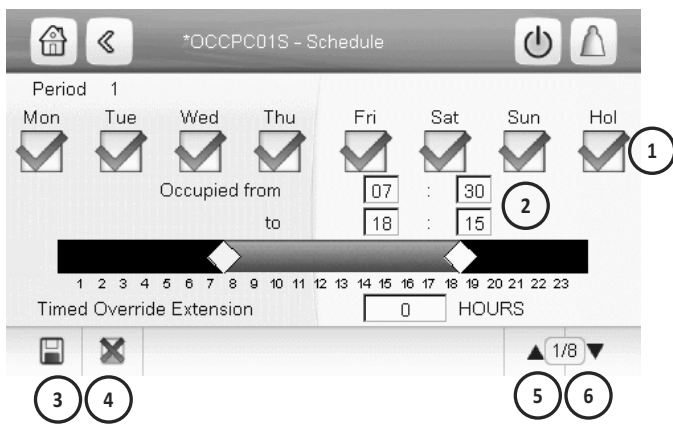 *OCCPC01S – Schedule
Period 1
Mon Tue Wed Thu Fri Sat Sun Hol
1
Occupied from 07 : 30
2
to 18 : 15
1 2 3 4 5 6 7 8 9 10 11 12 13 14 15 16 17 18 19 20 21 22 23
Timed Override Extension 0 HOURS
1/8
3 4 5 6